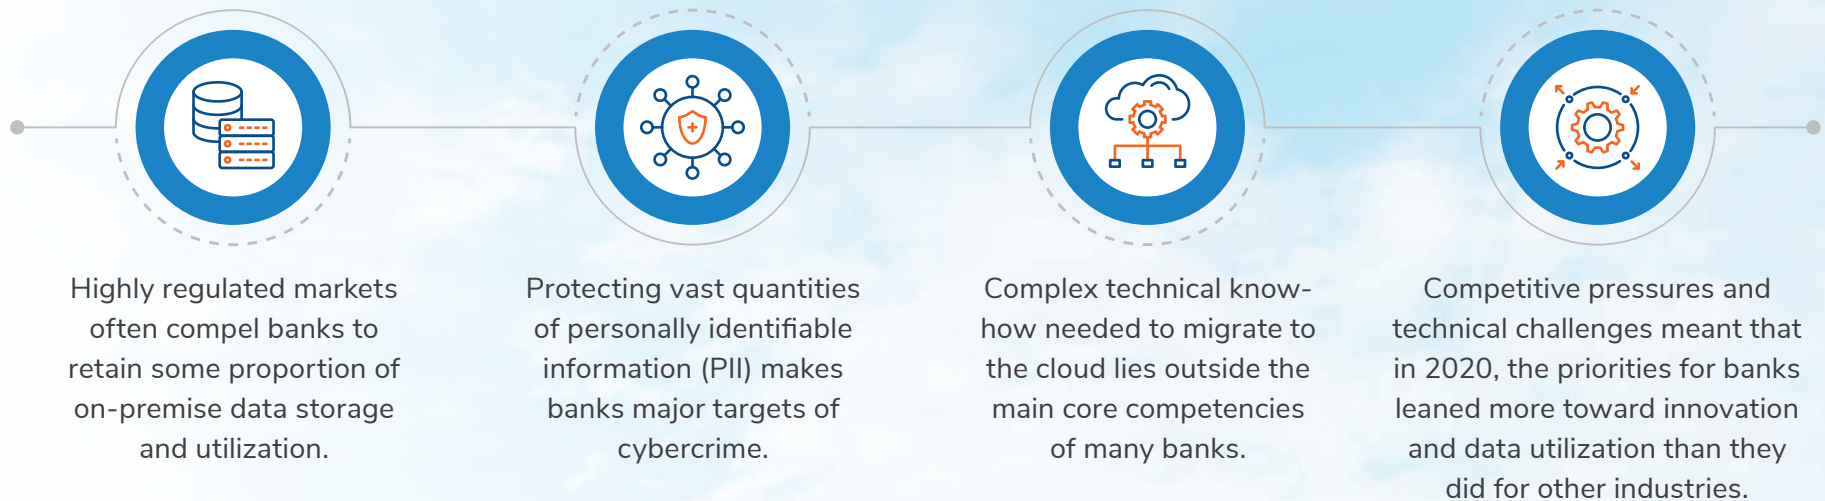 Highly regulated markets
often compel banks to
retain some proportion of
on-premise data storage
and utilization.
Protecting vast quantities
of personally identifiable
information (PII) makes
banks major targets of
cybercrime.
Complex technical know-
how needed to migrate to
the cloud lies outside the
main core competencies
of many banks.
Competitive pressures and
technical challenges meant that
in 2020, the priorities for banks
leaned more toward innovation
and data utilization than they
did for other industries.